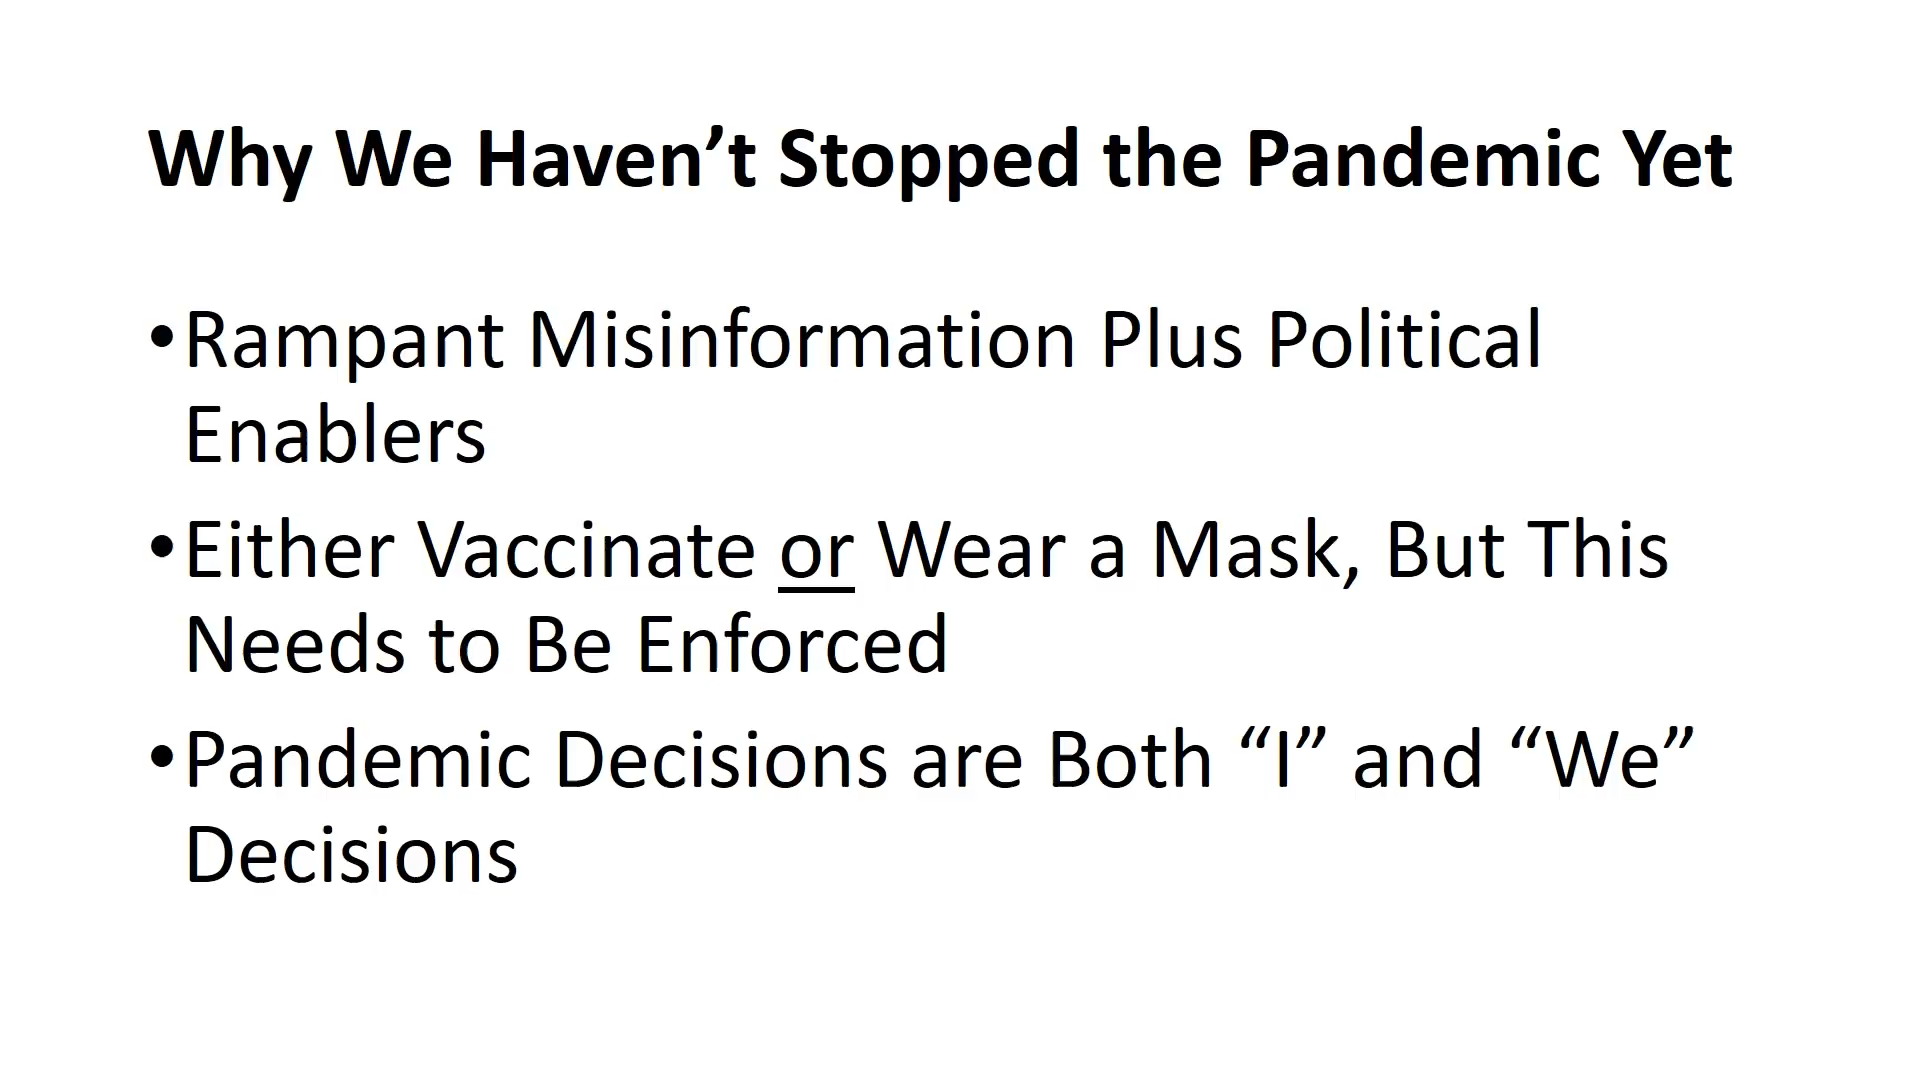 Why We Haven’t Stopped the Pandemic Yet
•Rampant Misinformation Plus Political
Enablers
•Either Vaccinate or Wear a Mask, But This
Needs to Be Enforced
•Pandemic Decisions are Both “I” and “We”
Decisions